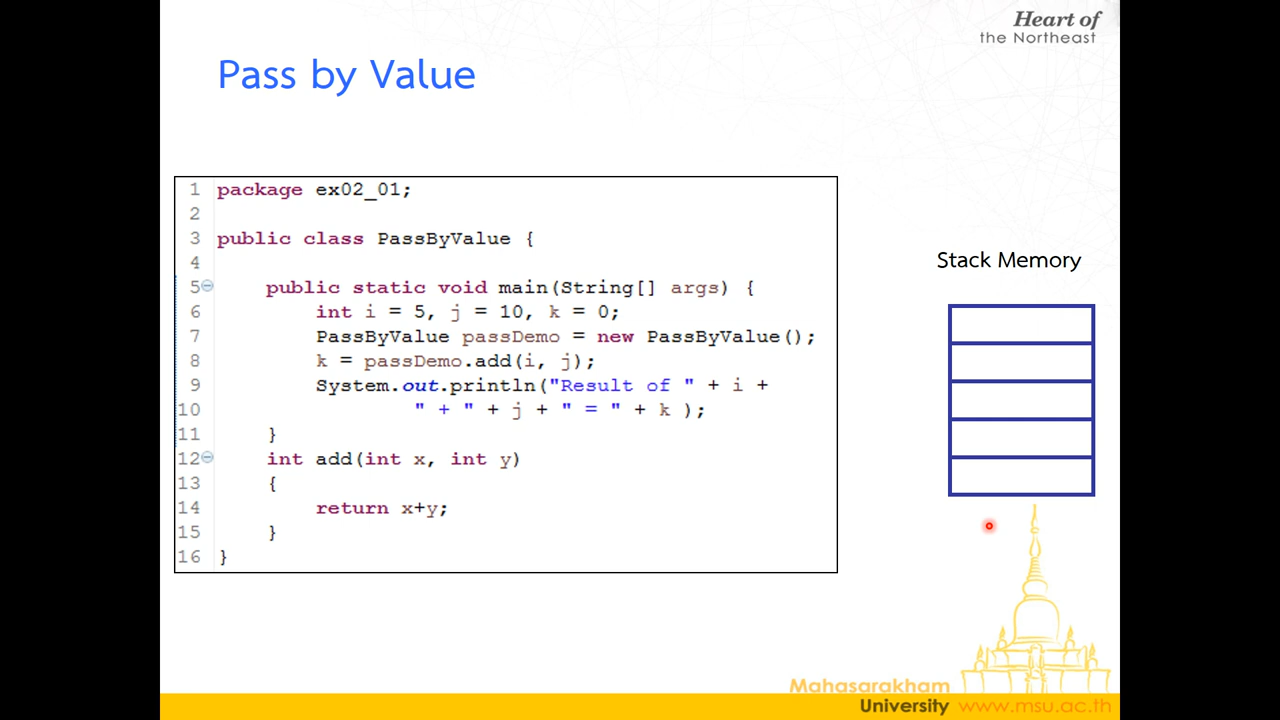 Heart of
the Northeast
Pass by Value
1 package ex02_01;
2
3 public class PassByValue {
4
5 public static void main(String[] args) {
6 int i = 5, j = 10, k = 0;
7 PassByValue passDemo = new PassByValue();
8 k = passDemo.add(i, j);
9 System.out.println("Result of " + i +
10 " + " + j + " = " + k );
11 }
12 int add(int x, int y)
13 {
14 return x+y;
15 }
16 }
Stack Memory
Mahasarakham
University www.msu.ac.th